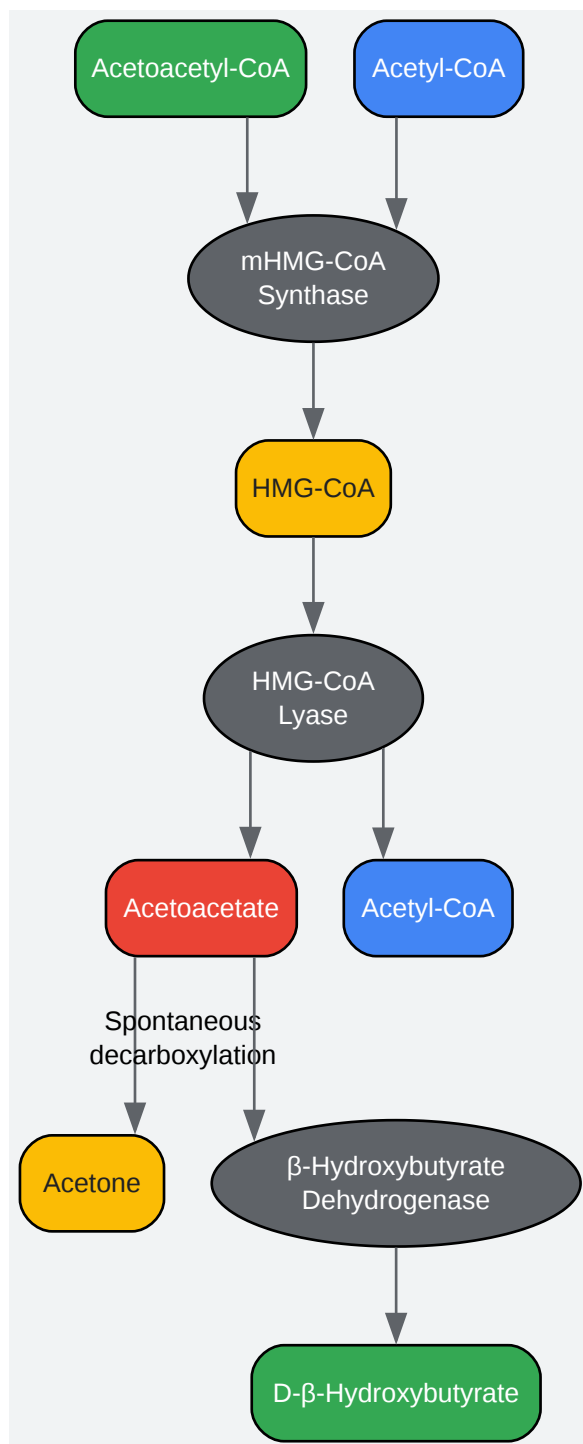 Acetoacetyl-CoA
Acetyl-CoA
mHMG-CoA
Synthase
HMG-CoA
HMG-CoA
Lyase
Acetoacetate
Acetyl-CoA
Spontaneous
decarboxylation
Acetone
β-Hydroxybutyrate
Dehydrogenase
D-β-Hydroxybutyrate